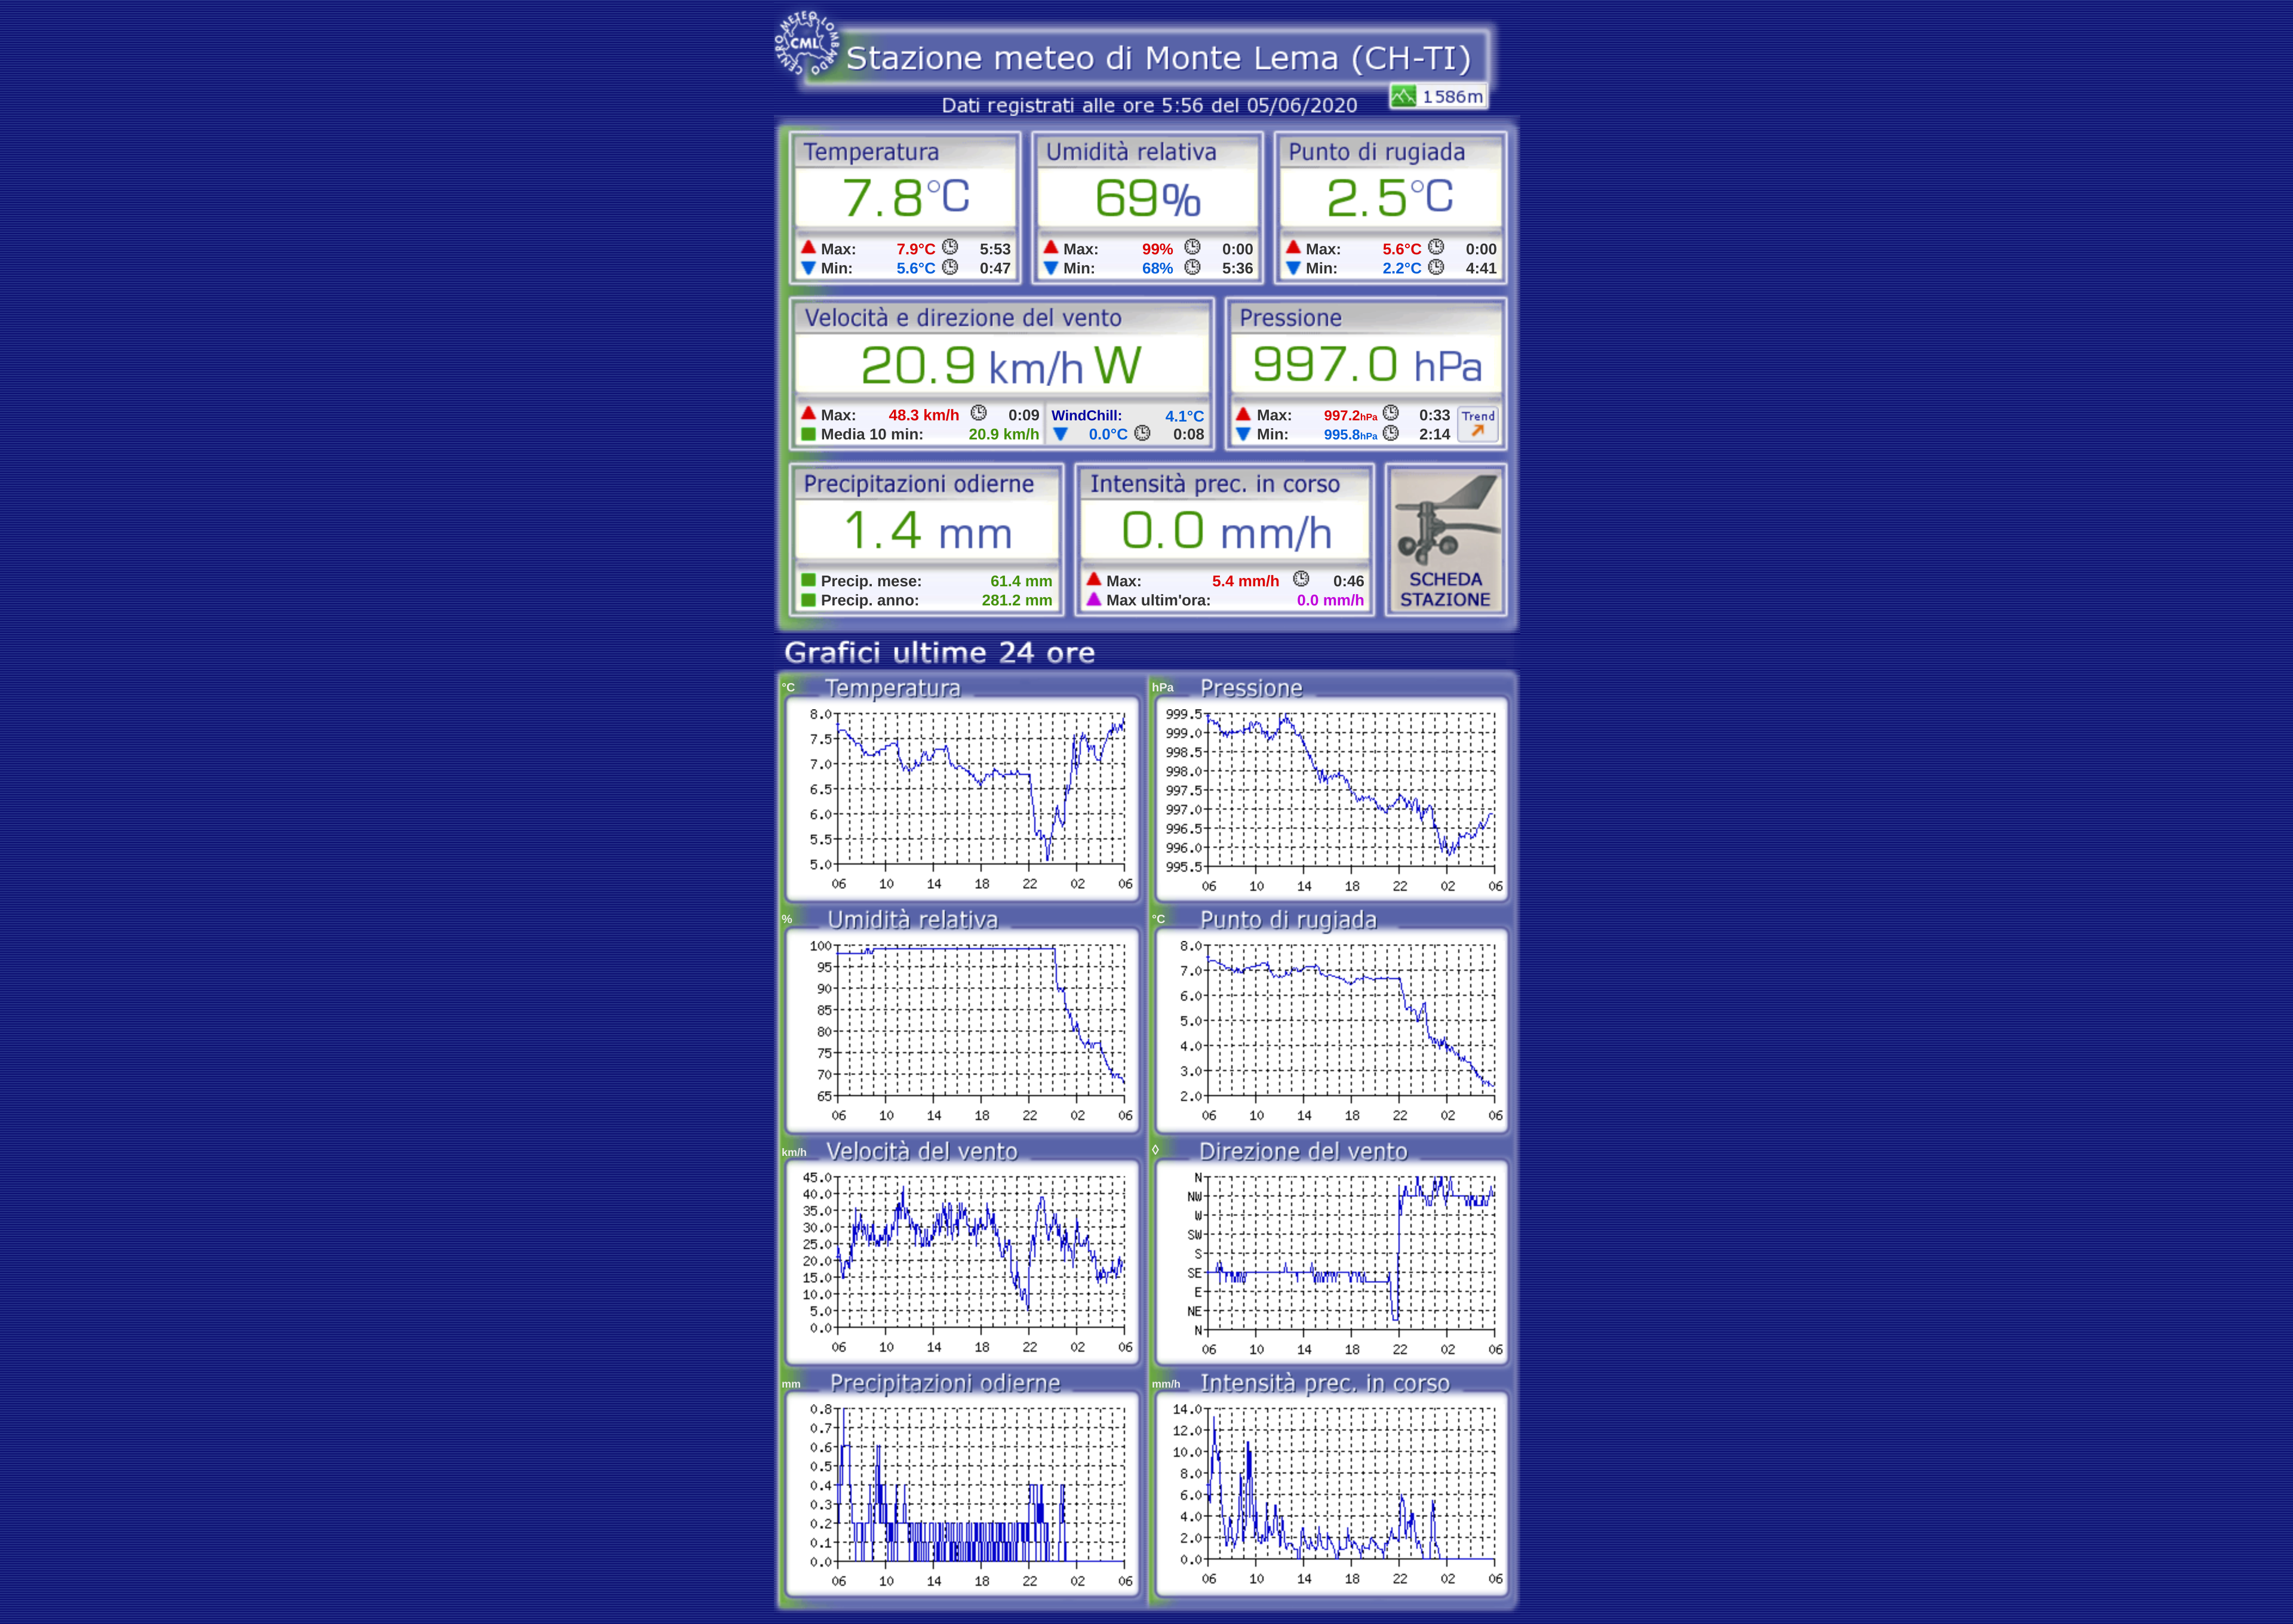 CENTRO METEO LOMBARDO
CML
Stazione meteo di Monte Lema (CH-TI)
1586m
Dati registrati alle ore 5:56 del 05/06/2020
Temperatura
7.8°C
Max: 7.9°C 5:53
Min: 5.6°C 0:47
Umidità relativa
69%
Max: 99% 0:00
Min: 68% 5:36
Punto di rugiada
2.5°C
Max: 5.6°C 0:00
Min: 2.2°C 4:41
Velocità e direzione del vento
20.9 km/h W
Max: 48.3 km/h 0:09
Media 10 min: 20.9 km/h
WindChill: 4.1°C
0.0°C 0:08
Pressione
997.0 hPa
Max: 997.2hPa 0:33
Min: 995.8hPa 2:14
Trend
Precipitazioni odierne
1.4 mm
Precip. mese: 61.4 mm
Precip. anno: 281.2 mm
Intensità prec. in corso
0.0 mm/h
Max: 5.4 mm/h 0:46
Max ultim'ora: 0.0 mm/h
SCHEDA
STAZIONE
Grafici ultime 24 ore
°C Temperatura
8.0
7.5
7.0
6.5
6.0
5.5
5.0
06 10 14 18 22 02 06
hPa Pressione
999.5
999.0
998.5
998.0
997.5
997.0
996.5
996.0
995.5
06 10 14 18 22 02 06
% Umidità relativa
100
95
90
85
80
75
70
65
06 10 14 18 22 02 06
°C Punto di rugiada
8.0
7.0
6.0
5.0
4.0
3.0
2.0
06 10 14 18 22 02 06
km/h Velocità del vento
45.0
40.0
35.0
30.0
25.0
20.0
15.0
10.0
5.0
0.0
06 10 14 18 22 02 06
◊ Direzione del vento
N
NW
W
SW
S
SE
E
NE
N
06 10 14 18 22 02 06
mm Precipitazioni odierne
0.8
0.7
0.6
0.5
0.4
0.3
0.2
0.1
0.0
06 10 14 18 22 02 06
mm/h Intensità prec. in corso
14.0
12.0
10.0
8.0
6.0
4.0
2.0
0.0
06 10 14 18 22 02 06